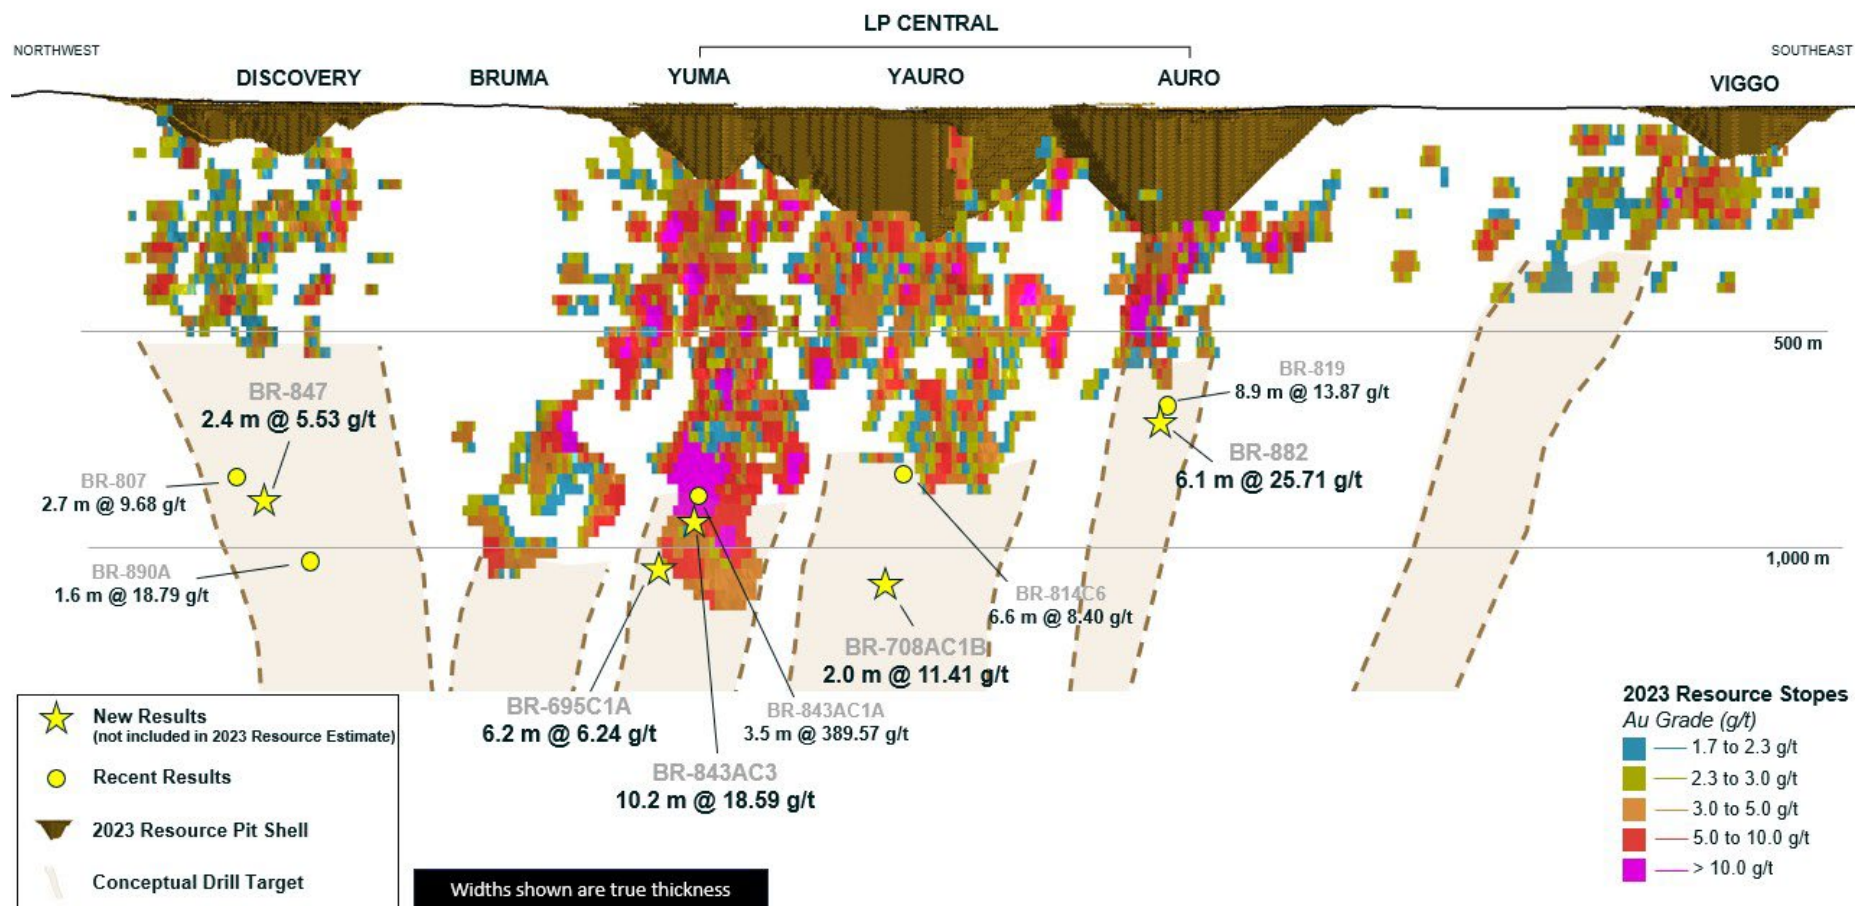 LP CENTRAL
NORTHWEST
SOUTHEAST
DISCOVERY
BRUMA
YUMA
YAURO
AURO
VIGGO
500 m
BR-847
2.4 m @ 5.53 g/t
BR-819
8.9 m @ 13.87 g/t
BR-882
6.1 m @ 25.71 g/t
BR-807
2.7 m @ 9.68 g/t
1,000 m
BR-890A
1.6 m @ 18.79 g/t
BR-814C6
6.6 m @ 8.40 g/t
BR-708AC1B
2.0 m @ 11.41 g/t
BR-695C1A
6.2 m @ 6.24 g/t
BR-843AC1A
3.5 m @ 389.57 g/t
BR-843AC3
10.2 m @ 18.59 g/t
New Results
(not included in 2023 Resource Estimate)
Recent Results
2023 Resource Pit Shell
Conceptual Drill Target
Widths shown are true thickness
2023 Resource Stopes
Au Grade (g/t)
1.7 to 2.3 g/t
2.3 to 3.0 g/t
3.0 to 5.0 g/t
5.0 to 10.0 g/t
> 10.0 g/t